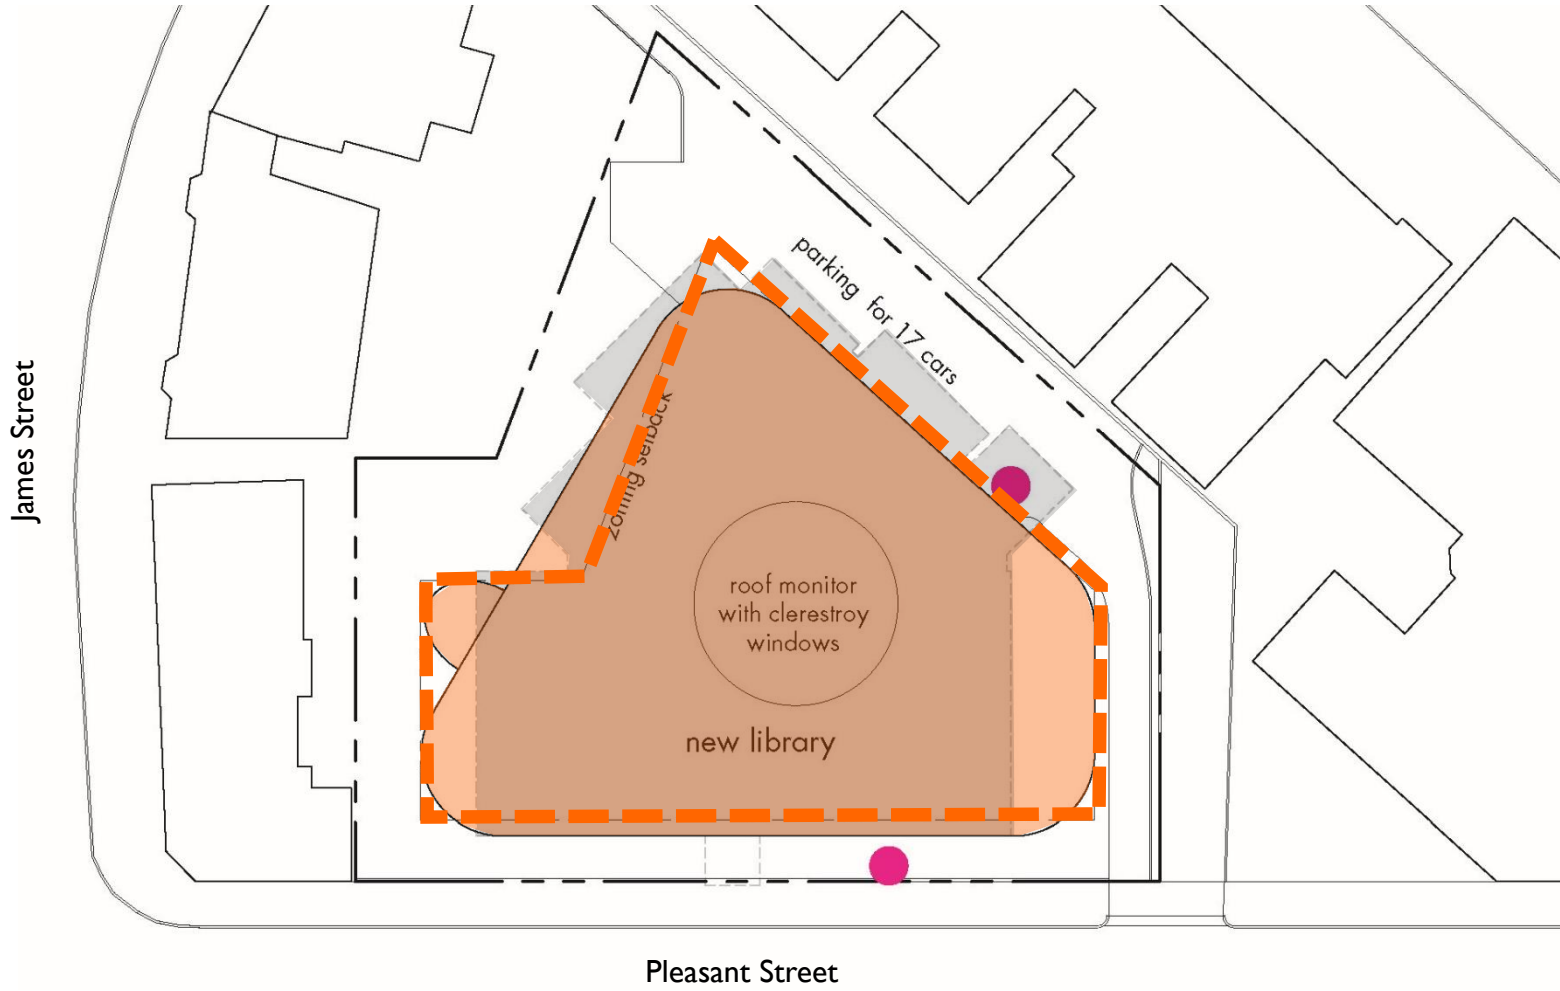 parking for 17 cars
zoning setback
James Street
roof monitor
with clerestroy
windows
new library
Pleasant Street